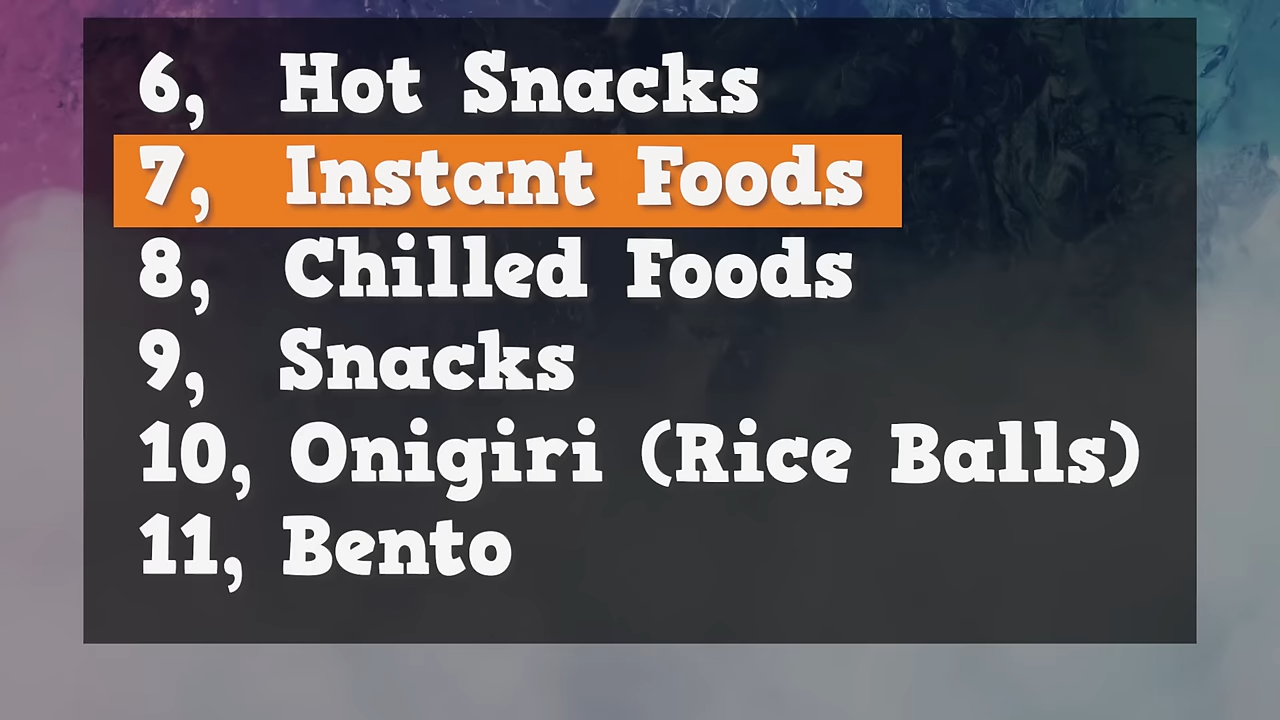 6, Hot Snacks
7, Instant Foods
8, Chilled Foods
9, Snacks
10, Onigiri (Rice Balls)
11, Bento